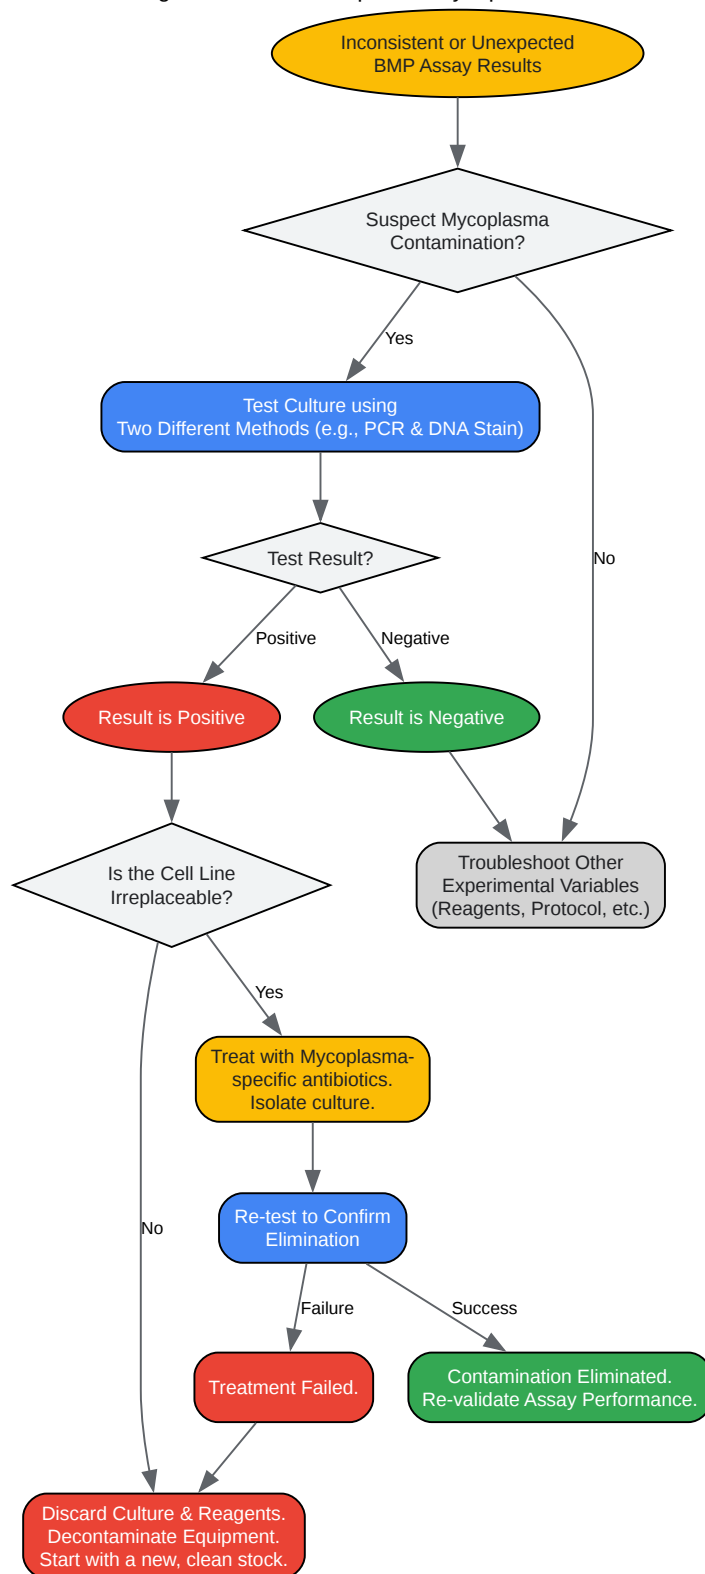 Inconsistent or Unexpected
BMP Assay Results
Suspect Mycoplasma
Contamination?
Yes
Test Culture using
Two Different Methods (e.g., PCR & DNA Stain)
Test Result?
No
Positive
Negative
Result is Positive
Result is Negative
Is the Cell Line
Irreplaceable?
Troubleshoot Other
Experimental Variables
(Reagents, Protocol, etc.)
Yes
Treat with Mycoplasma-
specific antibiotics.
Isolate culture.
No
Re-test to Confirm
Elimination
Failure
Success
Treatment Failed.
Contamination Eliminated.
Re-validate Assay Performance.
Discard Culture & Reagents.
Decontaminate Equipment.
Start with a new, clean stock.